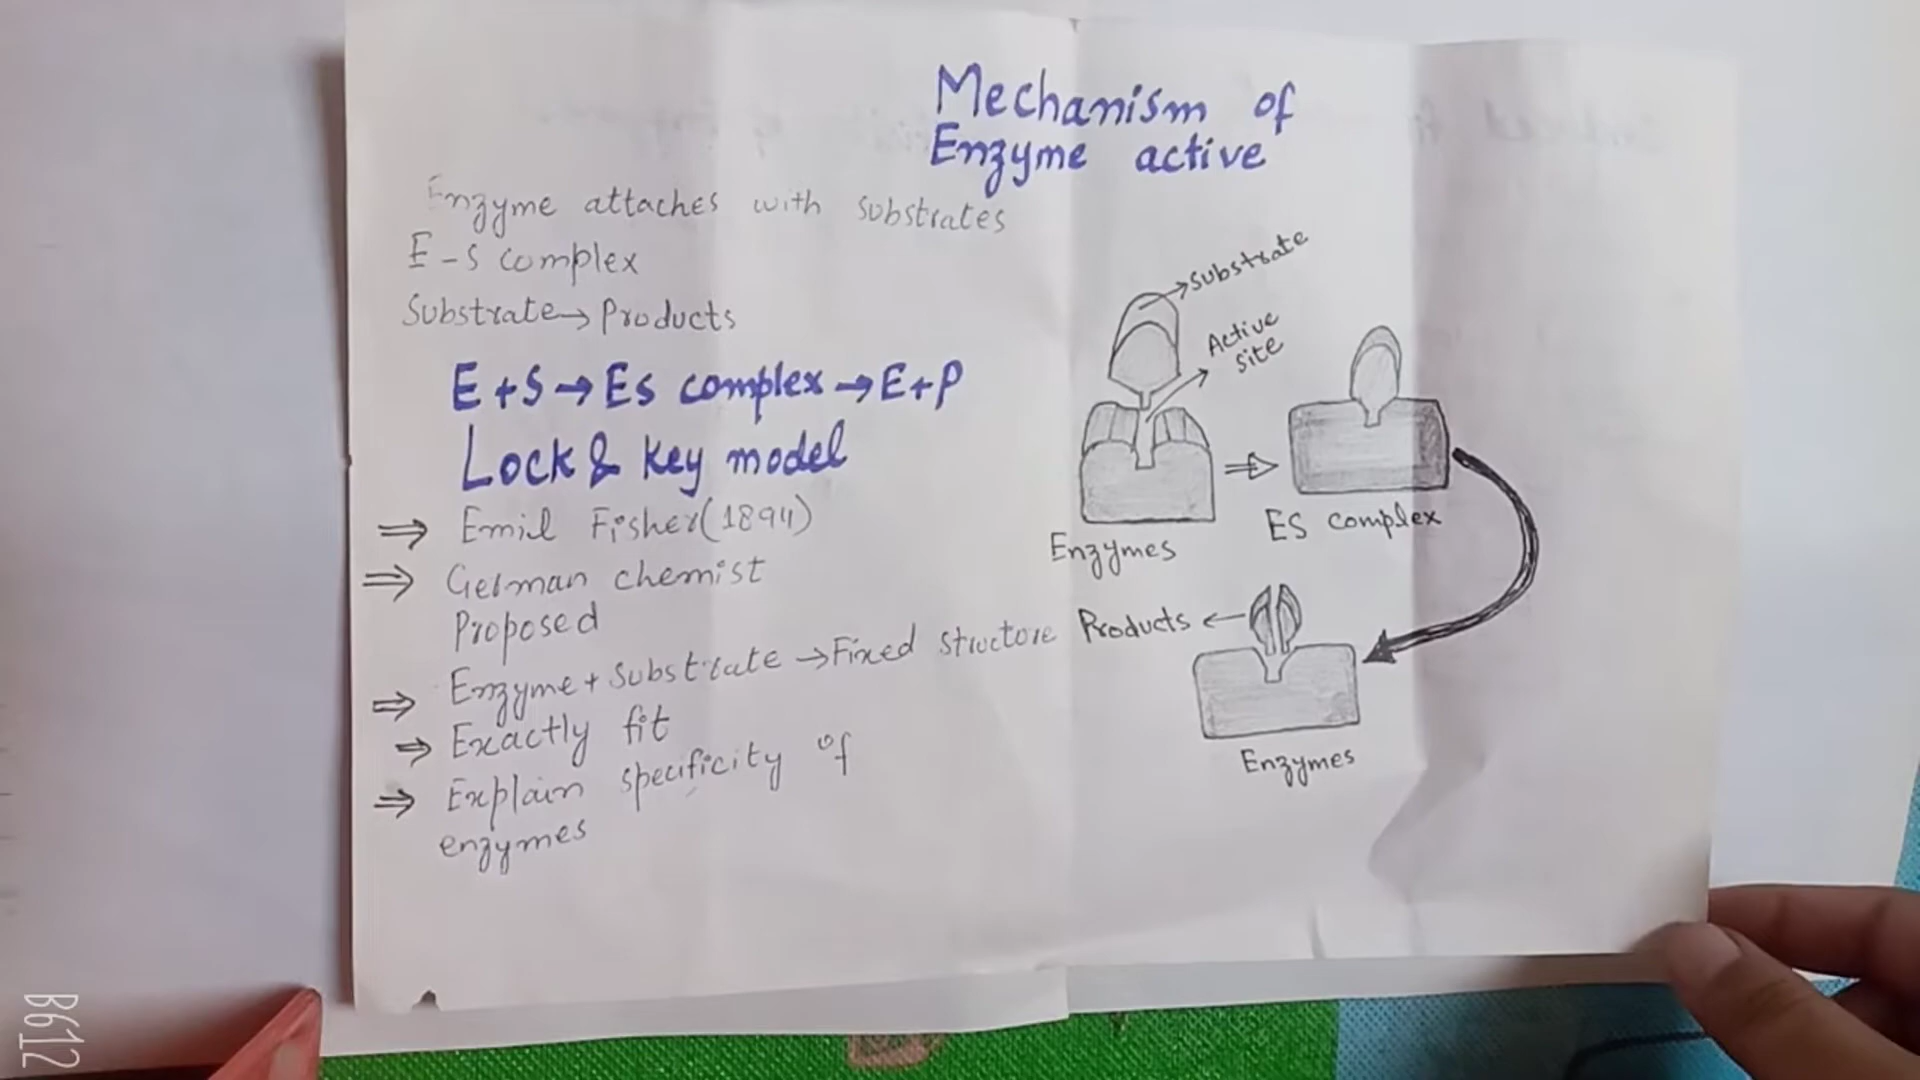 Mechanism of
Enzyme active
Enzyme attaches with substrates
E-S complex
Substrate→Products
E+S→Es complex→E+P
Lock & key model
⇒ Emil Fisher(1894)
⇒ German chemist
Proposed
⇒ Enzyme+Substrate→Fixed structure
⇒ Exactly fit
⇒ Explain specificity of
enzymes
Substrate
Active
site
Enzymes
ES complex
Products
Enzymes
B612